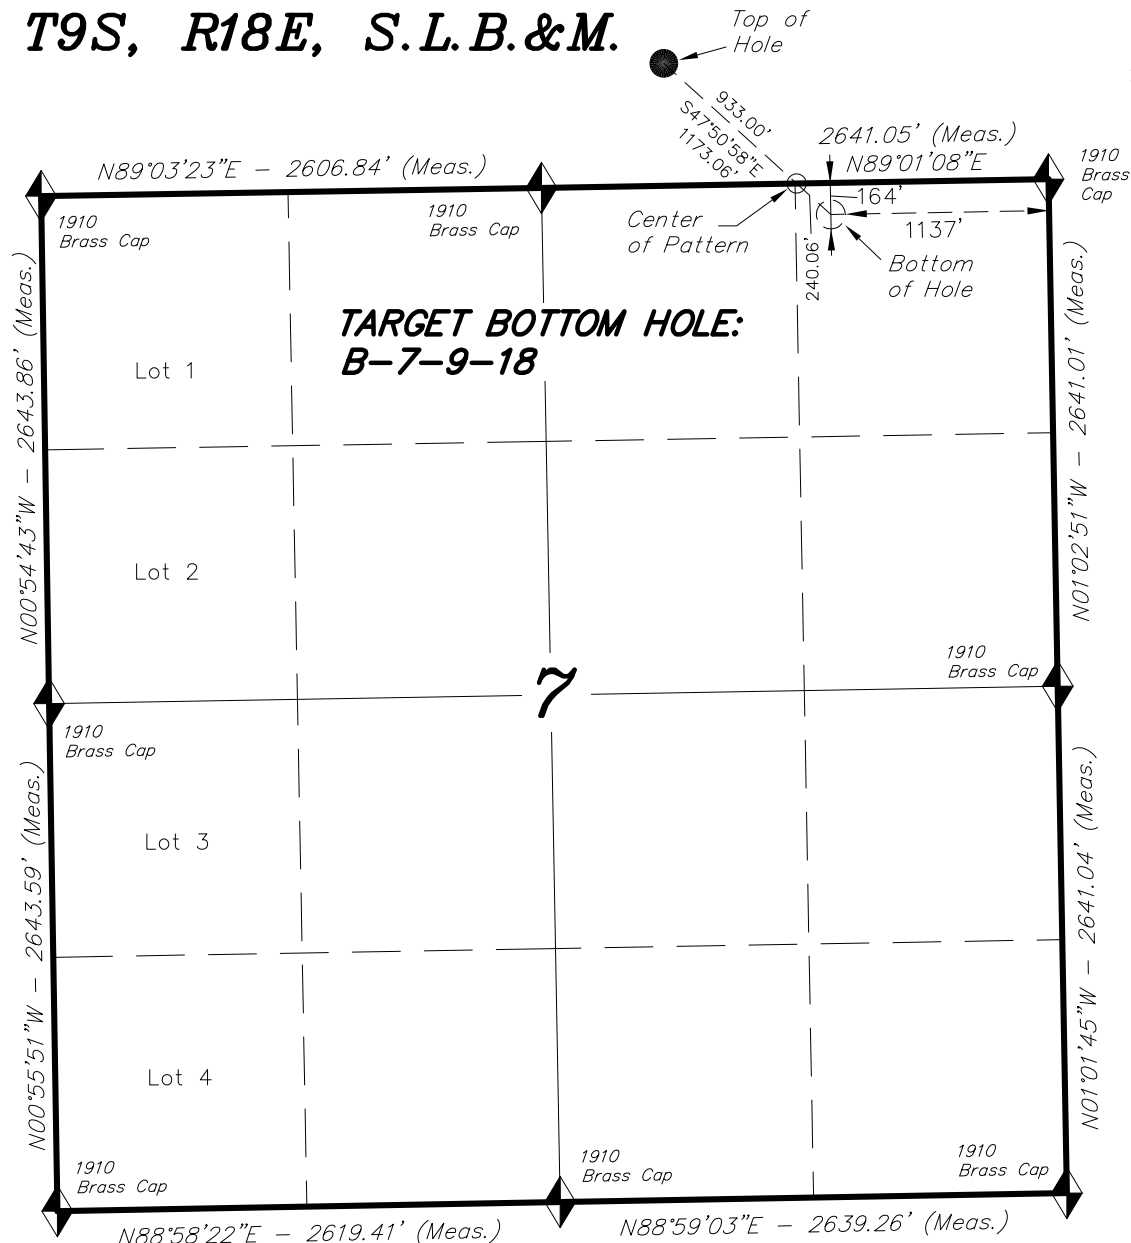 T9S, R18E, S.L.B.&M.
Top of
Hole
933.00'
S47°50'58"E
1173.06'
N89°03'23"E - 2606.84' (Meas.)
2641.05' (Meas.)
N89°01'08"E
1910
Brass
Cap
1910
Brass Cap
1910
Brass Cap
Center
of Pattern
164'
1137'
240.06'
Bottom
of Hole
TARGET BOTTOM HOLE:
B-7-9-18
N00°54'43"W - 2643.86' (Meas.)
N01°02'51"W - 2641.01' (Meas.)
Lot 1
Lot 2
7
1910
Brass Cap
1910
Brass Cap
Lot 3
N00°55'51"W - 2643.59' (Meas.)
N01°01'45"W - 2641.04' (Meas.)
Lot 4
1910
Brass Cap
1910
Brass Cap
1910
Brass Cap
N88°58'22"E - 2619.41' (Meas.)
N88°59'03"E - 2639.26' (Meas.)